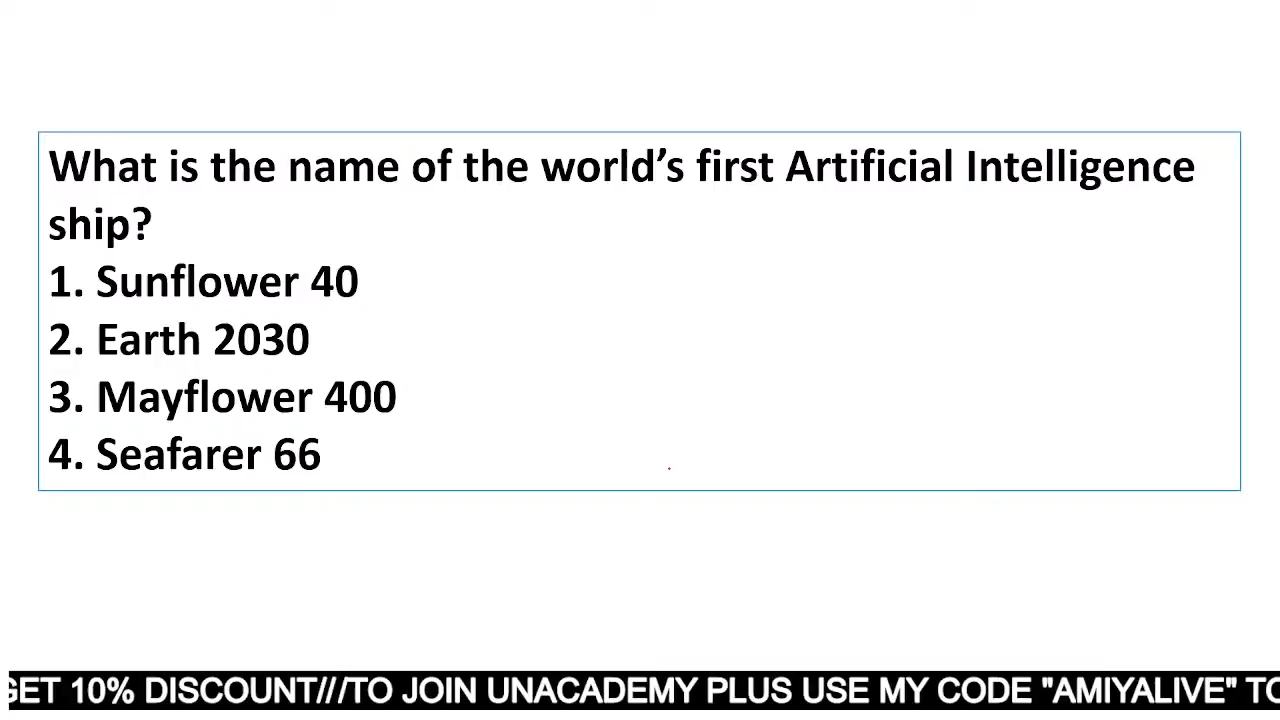 What is the name of the world’s first Artificial Intelligence
ship?
1. Sunflower 40
2. Earth 2030
3. Mayflower 400
4. Seafarer 66
GET 10% DISCOUNT///TO JOIN UNACADEMY PLUS USE MY CODE "AMIYALIVE" TO